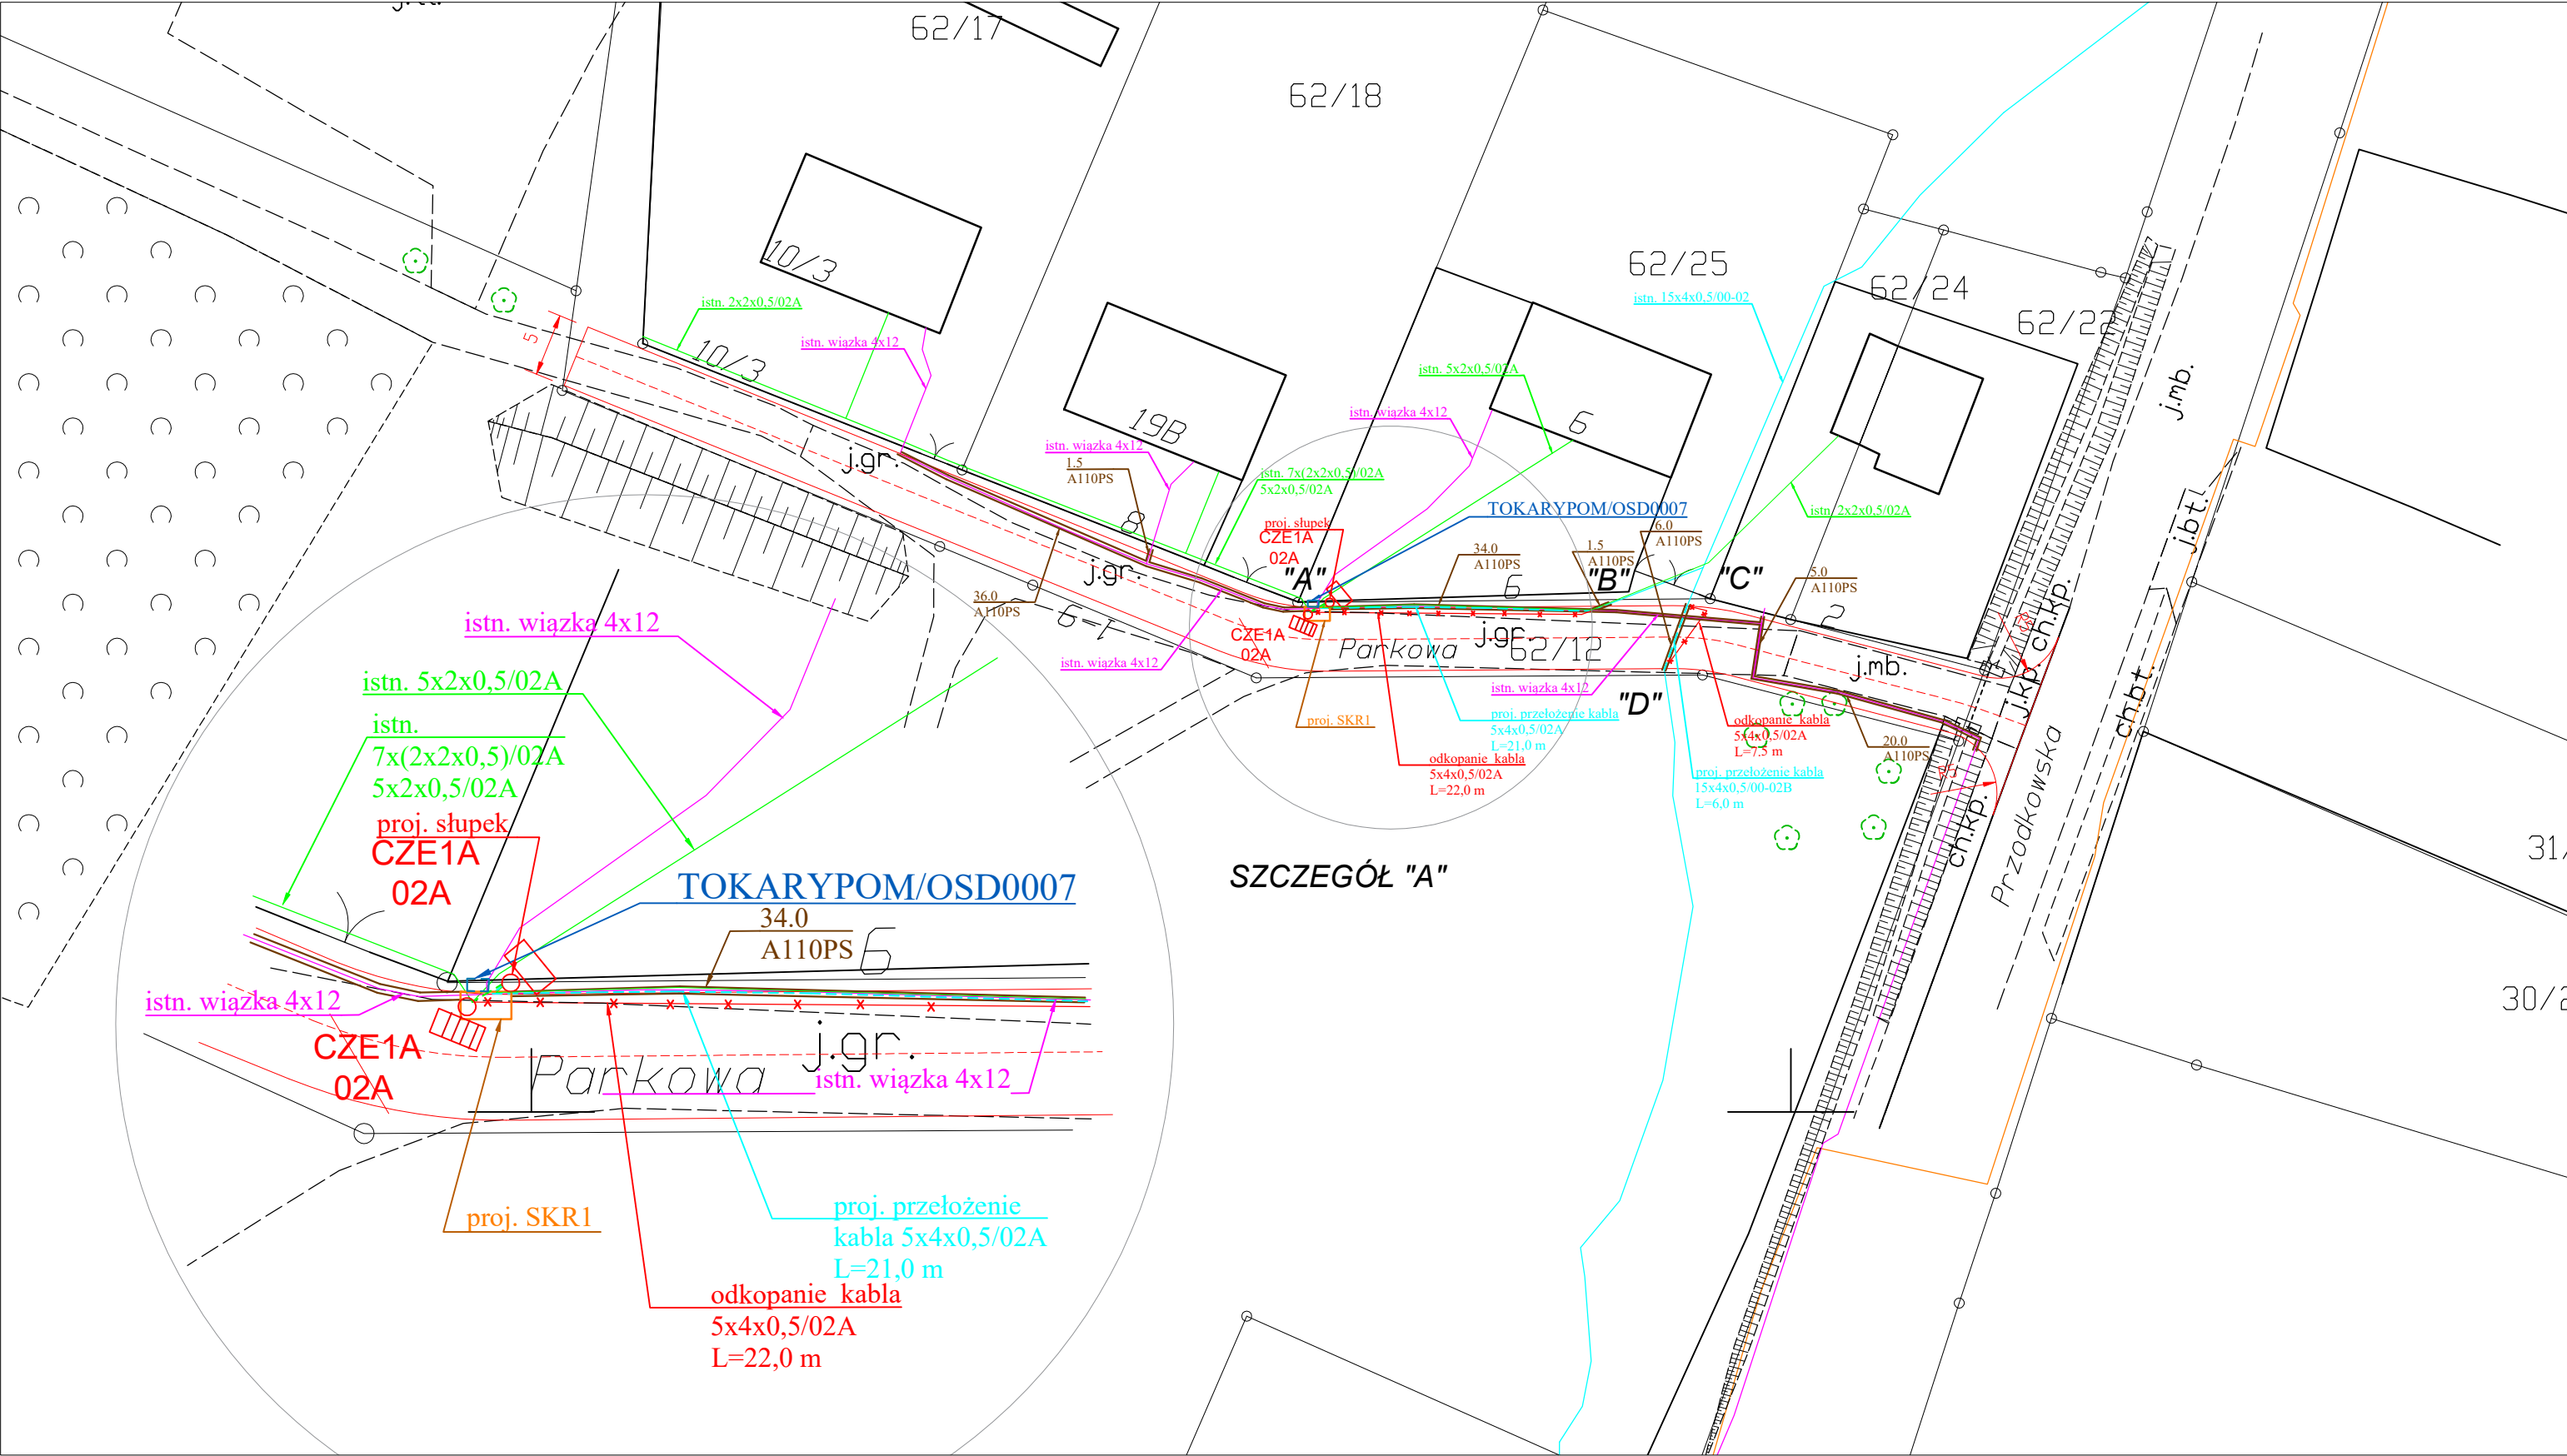 62/17
62/18
62/25
62/24
62/22
10/3
istn. 2x2x0,5/02A
10/3
istn. wiązka 4x12
j.gr.
19B
istn. wiązka 4x12
1.5
A110PS
istn. 7x(2x2x0,5)/02A
5x2x0,5/02A
istn. 5x2x0,5/02A
istn. wiązka 4x12
6
istn. 15x4x0,5/00-02
istn. 2x2x0,5/02A
j.mb.
j.bt.
5
8
j.gr.
36.0
A110PS
19
proj. słupek
CZE1A
02A
"A"
TOKARYPOM/OSD0007
34.0
A110PS
1.5
A110PS
6.0
A110PS
"B"
"C"
5.0
A110PS
6
2
CZE1A
02A
Parkowa
j.gr.
62/12
j.mb.
j.kp.
ch.kp.
ch.bt.
istn. wiązka 4x12
istn. wiązka 4x12
"D"
proj. SKR1
proj. przełożenie kabla
5x4x0,5/02A
L=21,0 m
odkopanie kabla
5x4x0,5/02A
L=7,5 m
20.0
A110PS
odkopanie kabla
5x4x0,5/02A
L=22,0 m
proj. przełożenie kabla
15x4x0,5/00-02B
L=6,0 m
R5
ch.kp.
Przodkowska
31/
30/2
SZCZEGÓŁ "A"
istn. wiązka 4x12
istn. 5x2x0,5/02A
istn.
7x(2x2x0,5)/02A
5x2x0,5/02A
proj. słupek
CZE1A
02A
TOKARYPOM/OSD0007
34.0
A110PS
6
istn. wiązka 4x12
CZE1A
02A
j.gr.
Parkowa
istn. wiązka 4x12
proj. SKR1
proj. przełożenie
kabla 5x4x0,5/02A
L=21,0 m
odkopanie kabla
5x4x0,5/02A
L=22,0 m